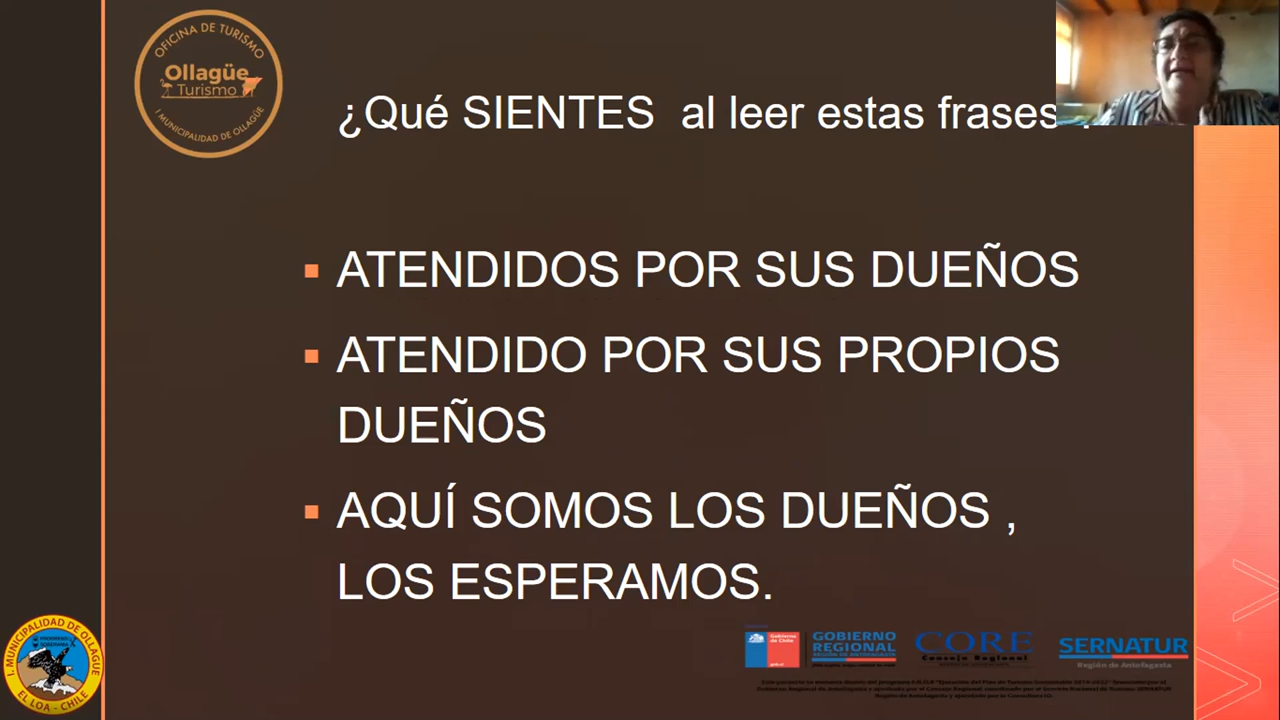 OFICINA DE TURISMO
Ollagüe
Turismo
I MUNICIPALIDAD DE OLLAGÜE
¿Qué SIENTES al leer estas frases
ATENDIDOS POR SUS DUEÑOS
ATENDIDO POR SUS PROPIOS
DUEÑOS
AQUÍ SOMOS LOS DUEÑOS ,
LOS ESPERAMOS.
I. MUNICIPALIDAD DE OLLAGUE
EL LOA - CHILE
Gobierno de Chile
GOBIERNO
REGIONAL
CORE
Consejo Regional
SERNATUR
Región de Antofagasta